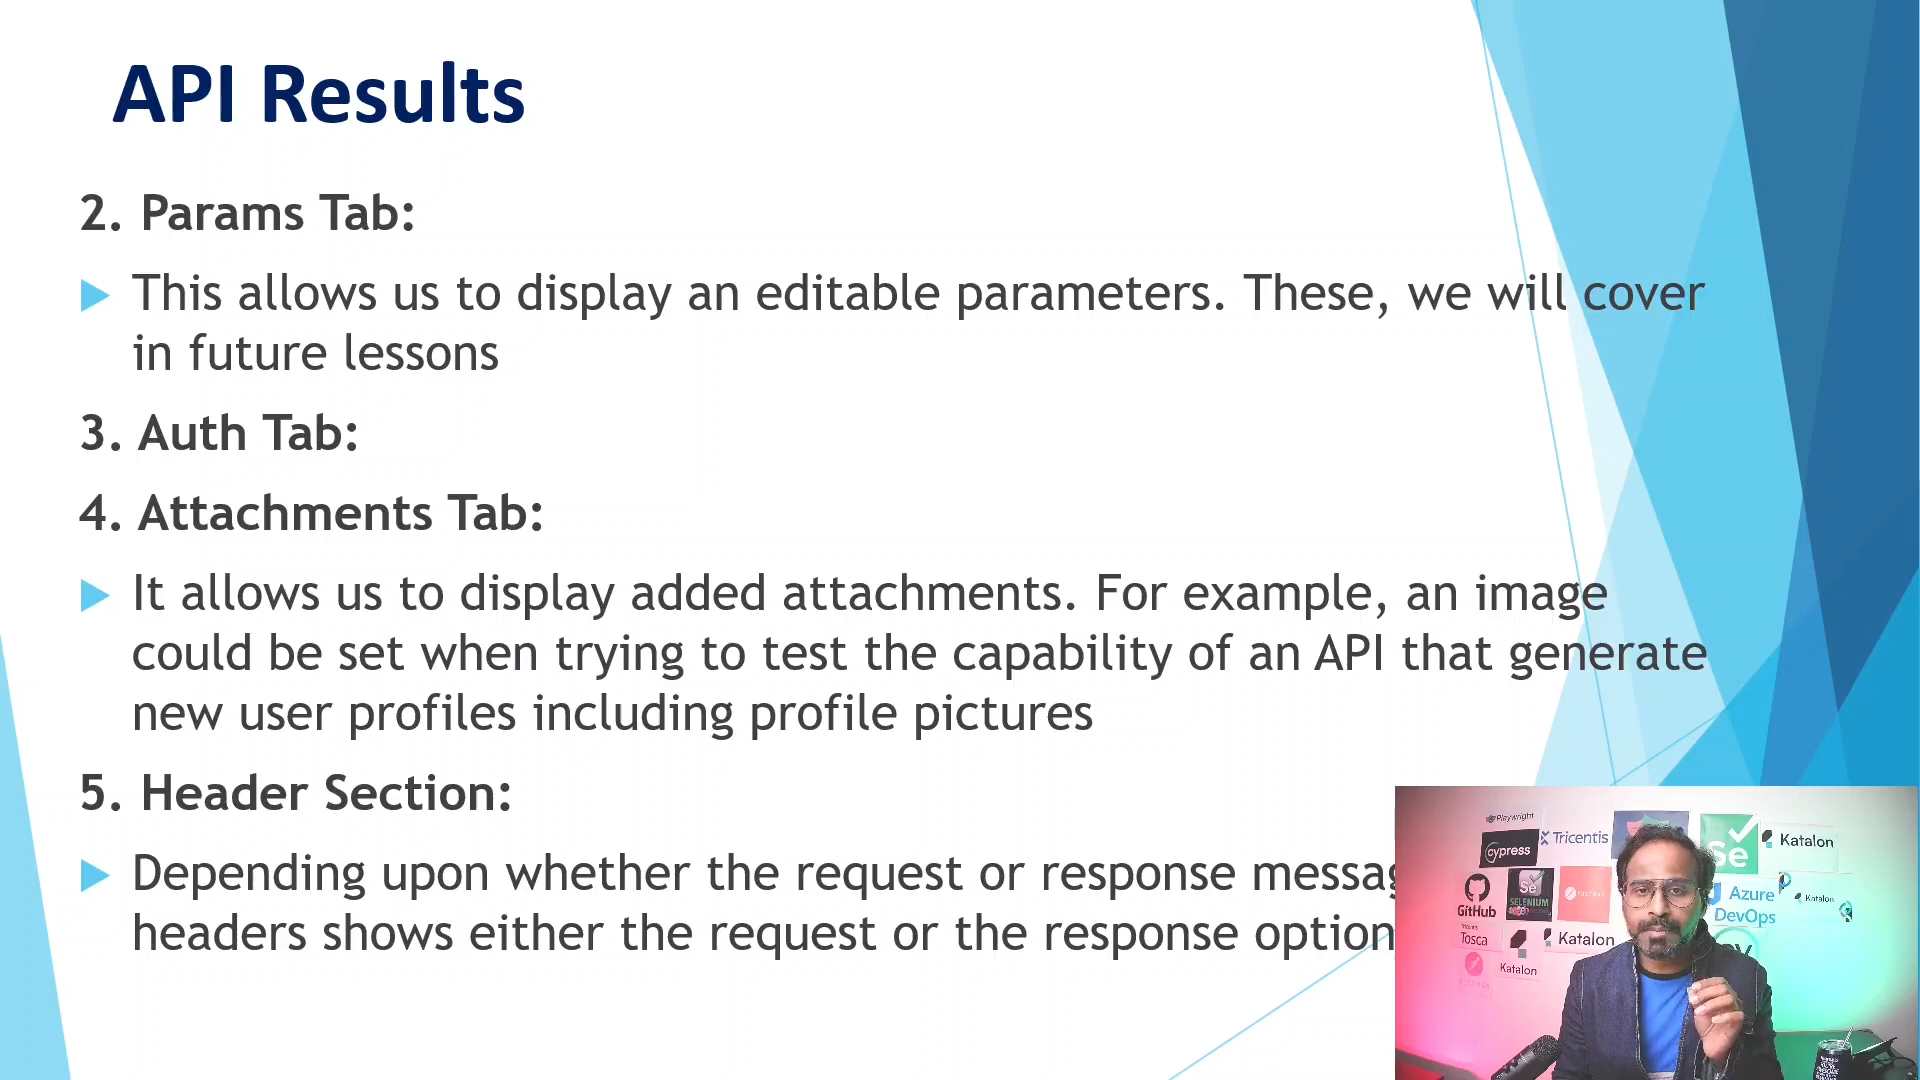 API Results
2. Params Tab:
This allows us to display an editable parameters. These, we will cover
in future lessons
3. Auth Tab:
4. Attachments Tab:
It allows us to display added attachments. For example, an image
could be set when trying to test the capability of an API that generate
new user profiles including profile pictures
5. Header Section:
Depending upon whether the request or response messag
headers shows either the request or the response option
Playwright
Tricentis
cypress
Se
Katalon
GitHub
Se
SELENIUM
Azure
DevOps
Katalon
Tosca
Katalon
Katalon